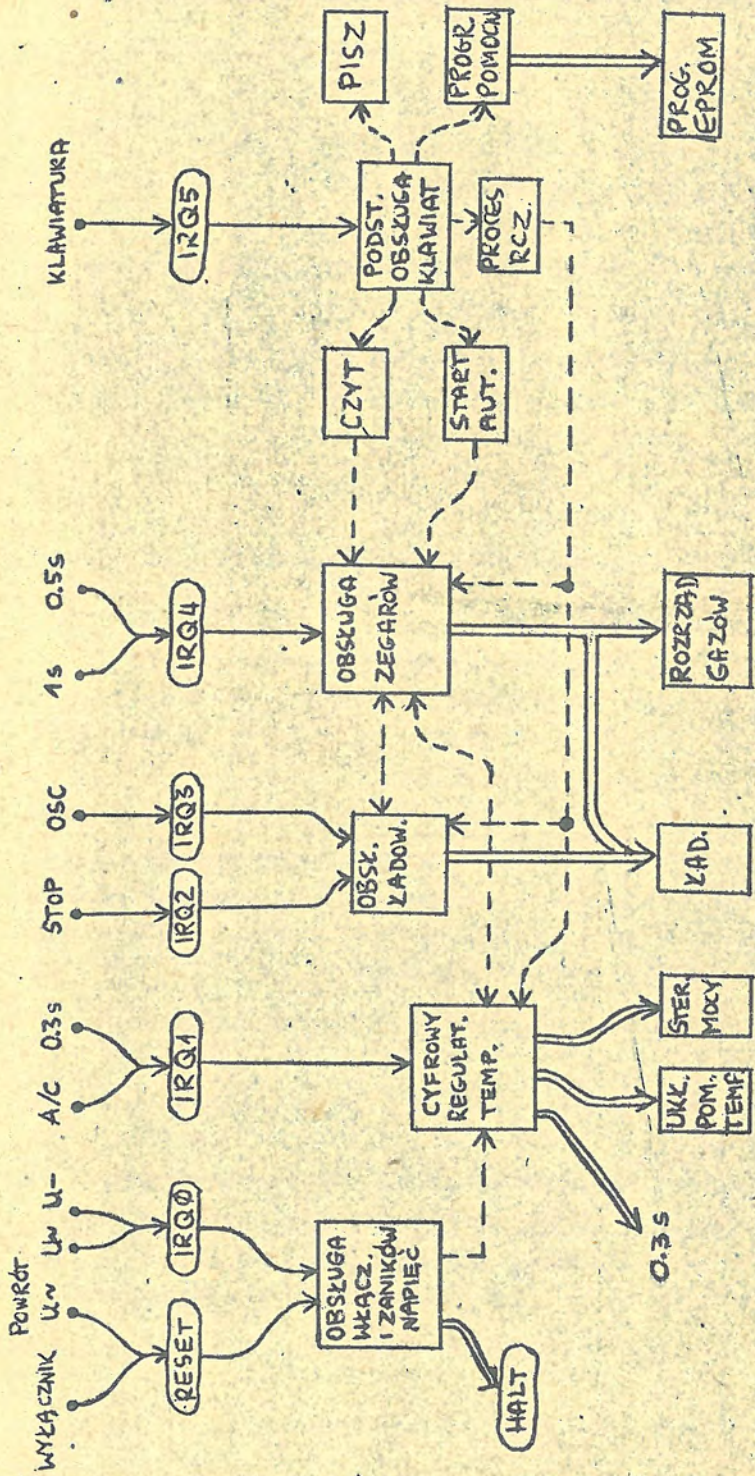 POWRÓT
WYŁĄCZNIK U~ Uw U-
A/C 0.3s
STOP
OSC
1s 0.5s
KLAWIATURA
RESET
IRQ0
IRQ1
IRQ2
IRQ3
IRQ4
IRQ5
OBSŁUGA
WŁĄCZ.
I ZANIKÓW
NAPIĘĆ
HALT
CYFROWY
REGULAT.
TEMP.
OBSŁ.
ŁADOW.
OBSŁUGA
ZEGARÓW
CZYT
START
AUT.
PODST.
OBSŁUGA
KLAWIAT
PISZ
PROGR
POMOCN
PROTES
RCZ.
0.3s
UKŁ.
POM.
TEMP
STER.
MOCY
ŁAD.
ROZRZĄD
GAZÓW
PROG.
EPROM